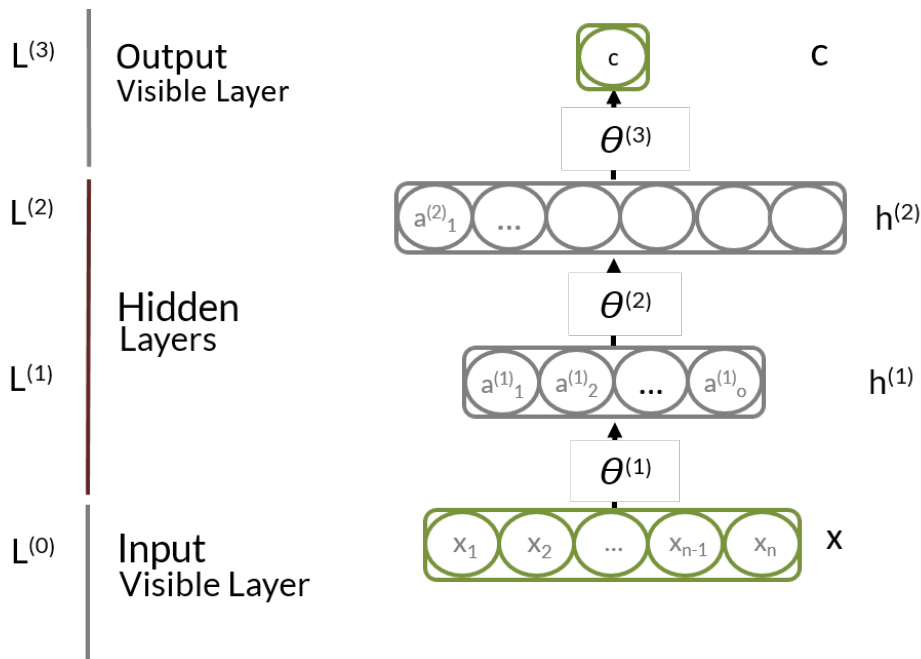 L(3) Output c c
Visible Layer
θ(3)
L(2) a(2)1 ... h(2)
Hidden θ(2)
Layers
L(1) a(1)1 a(1)2 ... a(1)o h(1)
θ(1)
L(0) Input x1 x2 ... xn-1 xn x
Visible Layer